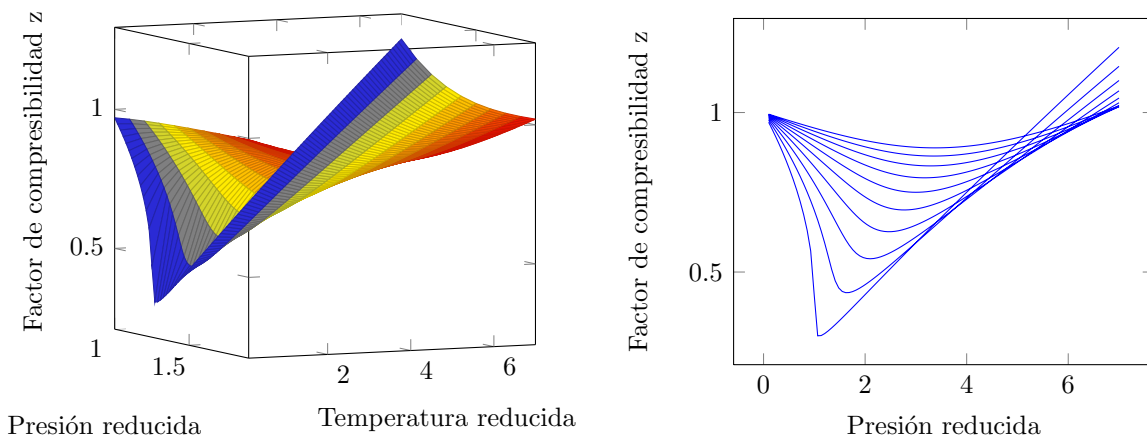 Factor de compresibilidad z
1
0.5
1
1.5
2
4
6
Presión reducida
Temperatura reducida
Factor de compresibilidad z
1
0.5
0
2
4
6
Presión reducida